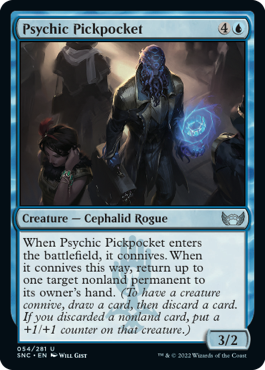 Psychic Pickpocket 4
Creature — Cephalid Rogue
When Psychic Pickpocket enters
the battlefield, it connives. When
it connives this way, return up to
one target nonland permanent to
its owner's hand. (To have a creature
connive, draw a card, then discard a card.
If you discarded a nonland card, put a
+1/+1 counter on that creature.)
3/2
054/281 U
SNC • EN WILL GIST
™ & © 2022 Wizards of the Coast